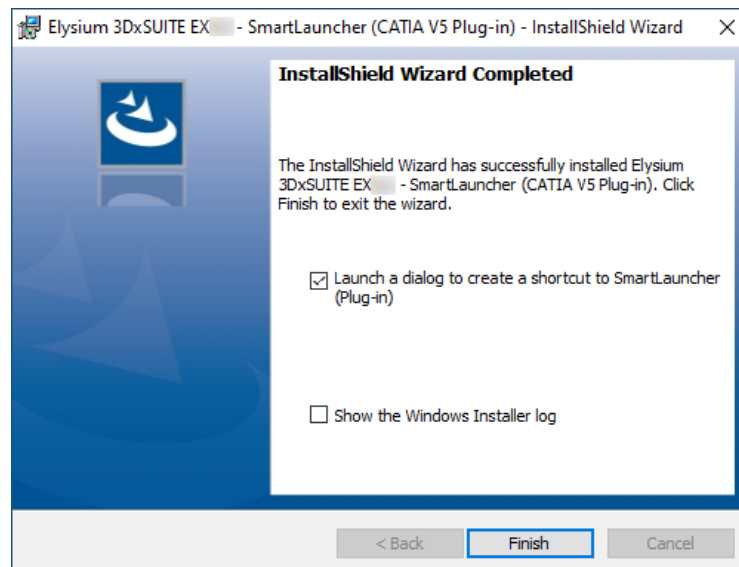 Elysium 3DxSUITE EX - SmartLauncher (CATIA V5 Plug-in) - InstallShield Wizard
InstallShield Wizard Completed
The InstallShield Wizard has successfully installed Elysium
3DxSUITE EX - SmartLauncher (CATIA V5 Plug-in). Click
Finish to exit the wizard.
Launch a dialog to create a shortcut to SmartLauncher
(Plug-in)
Show the Windows Installer log
< Back
Finish
Cancel